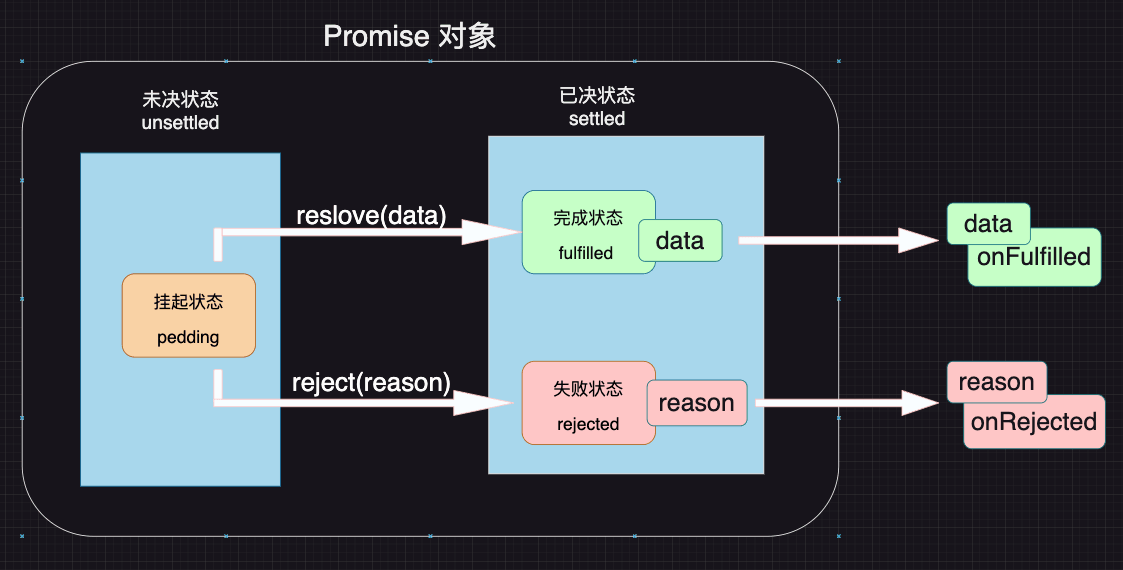 Promise 对象
未决状态
unsettled
已决状态
settled
reslove(data)
完成状态
fulfilled
data
data
onFulfilled
挂起状态
pedding
reject(reason)
失败状态
rejected
reason
reason
onRejected